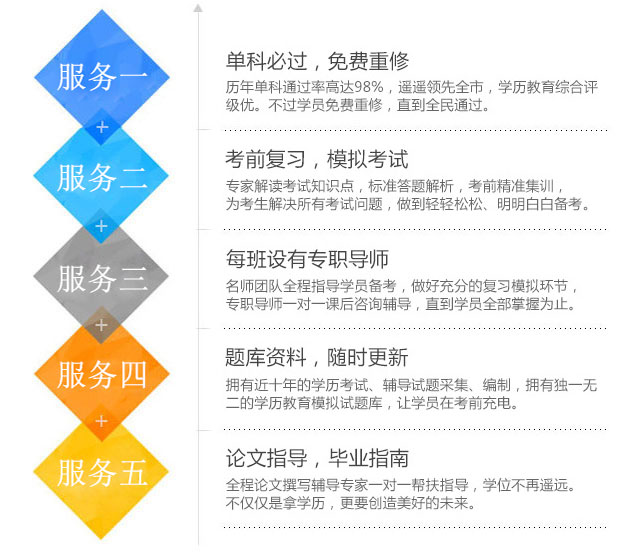 服务一
单科必过，免费重修
历年单科通过率高达98%，遥遥领先全市，学历教育综合评
级优。不过学员免费重修，直到全民通过。
+
服务二
考前复习，模拟考试
专家解读考试知识点，标准答题解析，考前精准集训，
为考生解决所有考试问题，做到轻轻松松、明明白白备考。
+
服务三
每班设有专职导师
名师团队全程指导学员备考，做好充分的复习模拟环节，
专职导师一对一课后咨询辅导，直到学员全部掌握为止。
+
服务四
题库资料，随时更新
拥有近十年的学历考试、辅导试题采集、编制，拥有独一无
二的学历教育模拟试题库，让学员在考前充电。
+
服务五
论文指导，毕业指南
全程论文撰写辅导专家一对一帮扶指导，学位不再遥远。
不仅仅是拿学历，更要创造美好的未来。